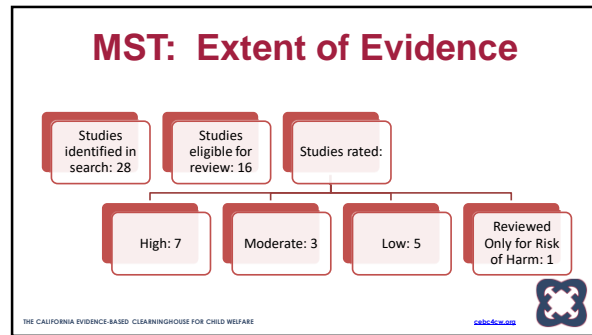 MST: Extent of Evidence
Studies
identified in
search: 28
Studies
eligible for
review: 16
Studies rated:
High: 7
Moderate: 3
Low: 5
Reviewed
Only for Risk
of Harm: 1
THE CALIFORNIA EVIDENCE-BASED CLEARNINGHOUSE FOR CHILD WELFARE
cebc4cw.org